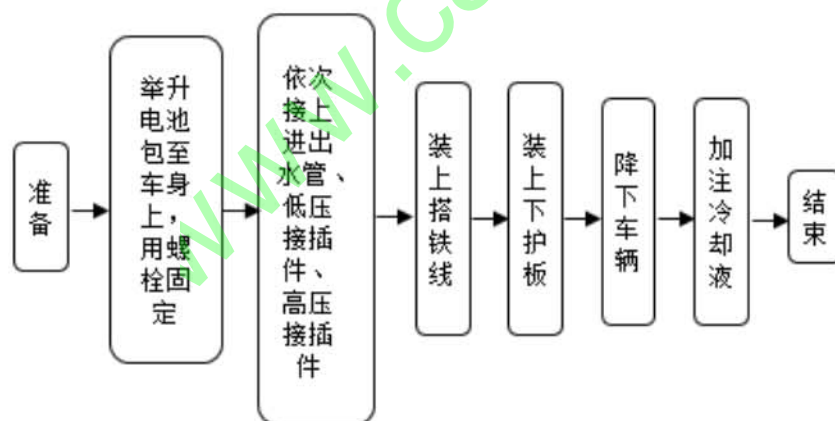 准
备
举升
电池
包至
车身
上，
用螺
栓固
定
依次
接上
进出
水管、
低压
接插
件、
高压
接插
件
装
上
搭
铁
线
装
上
下
护
板
降
下
车
辆
加
注
冷
却
液
结
束
www.co